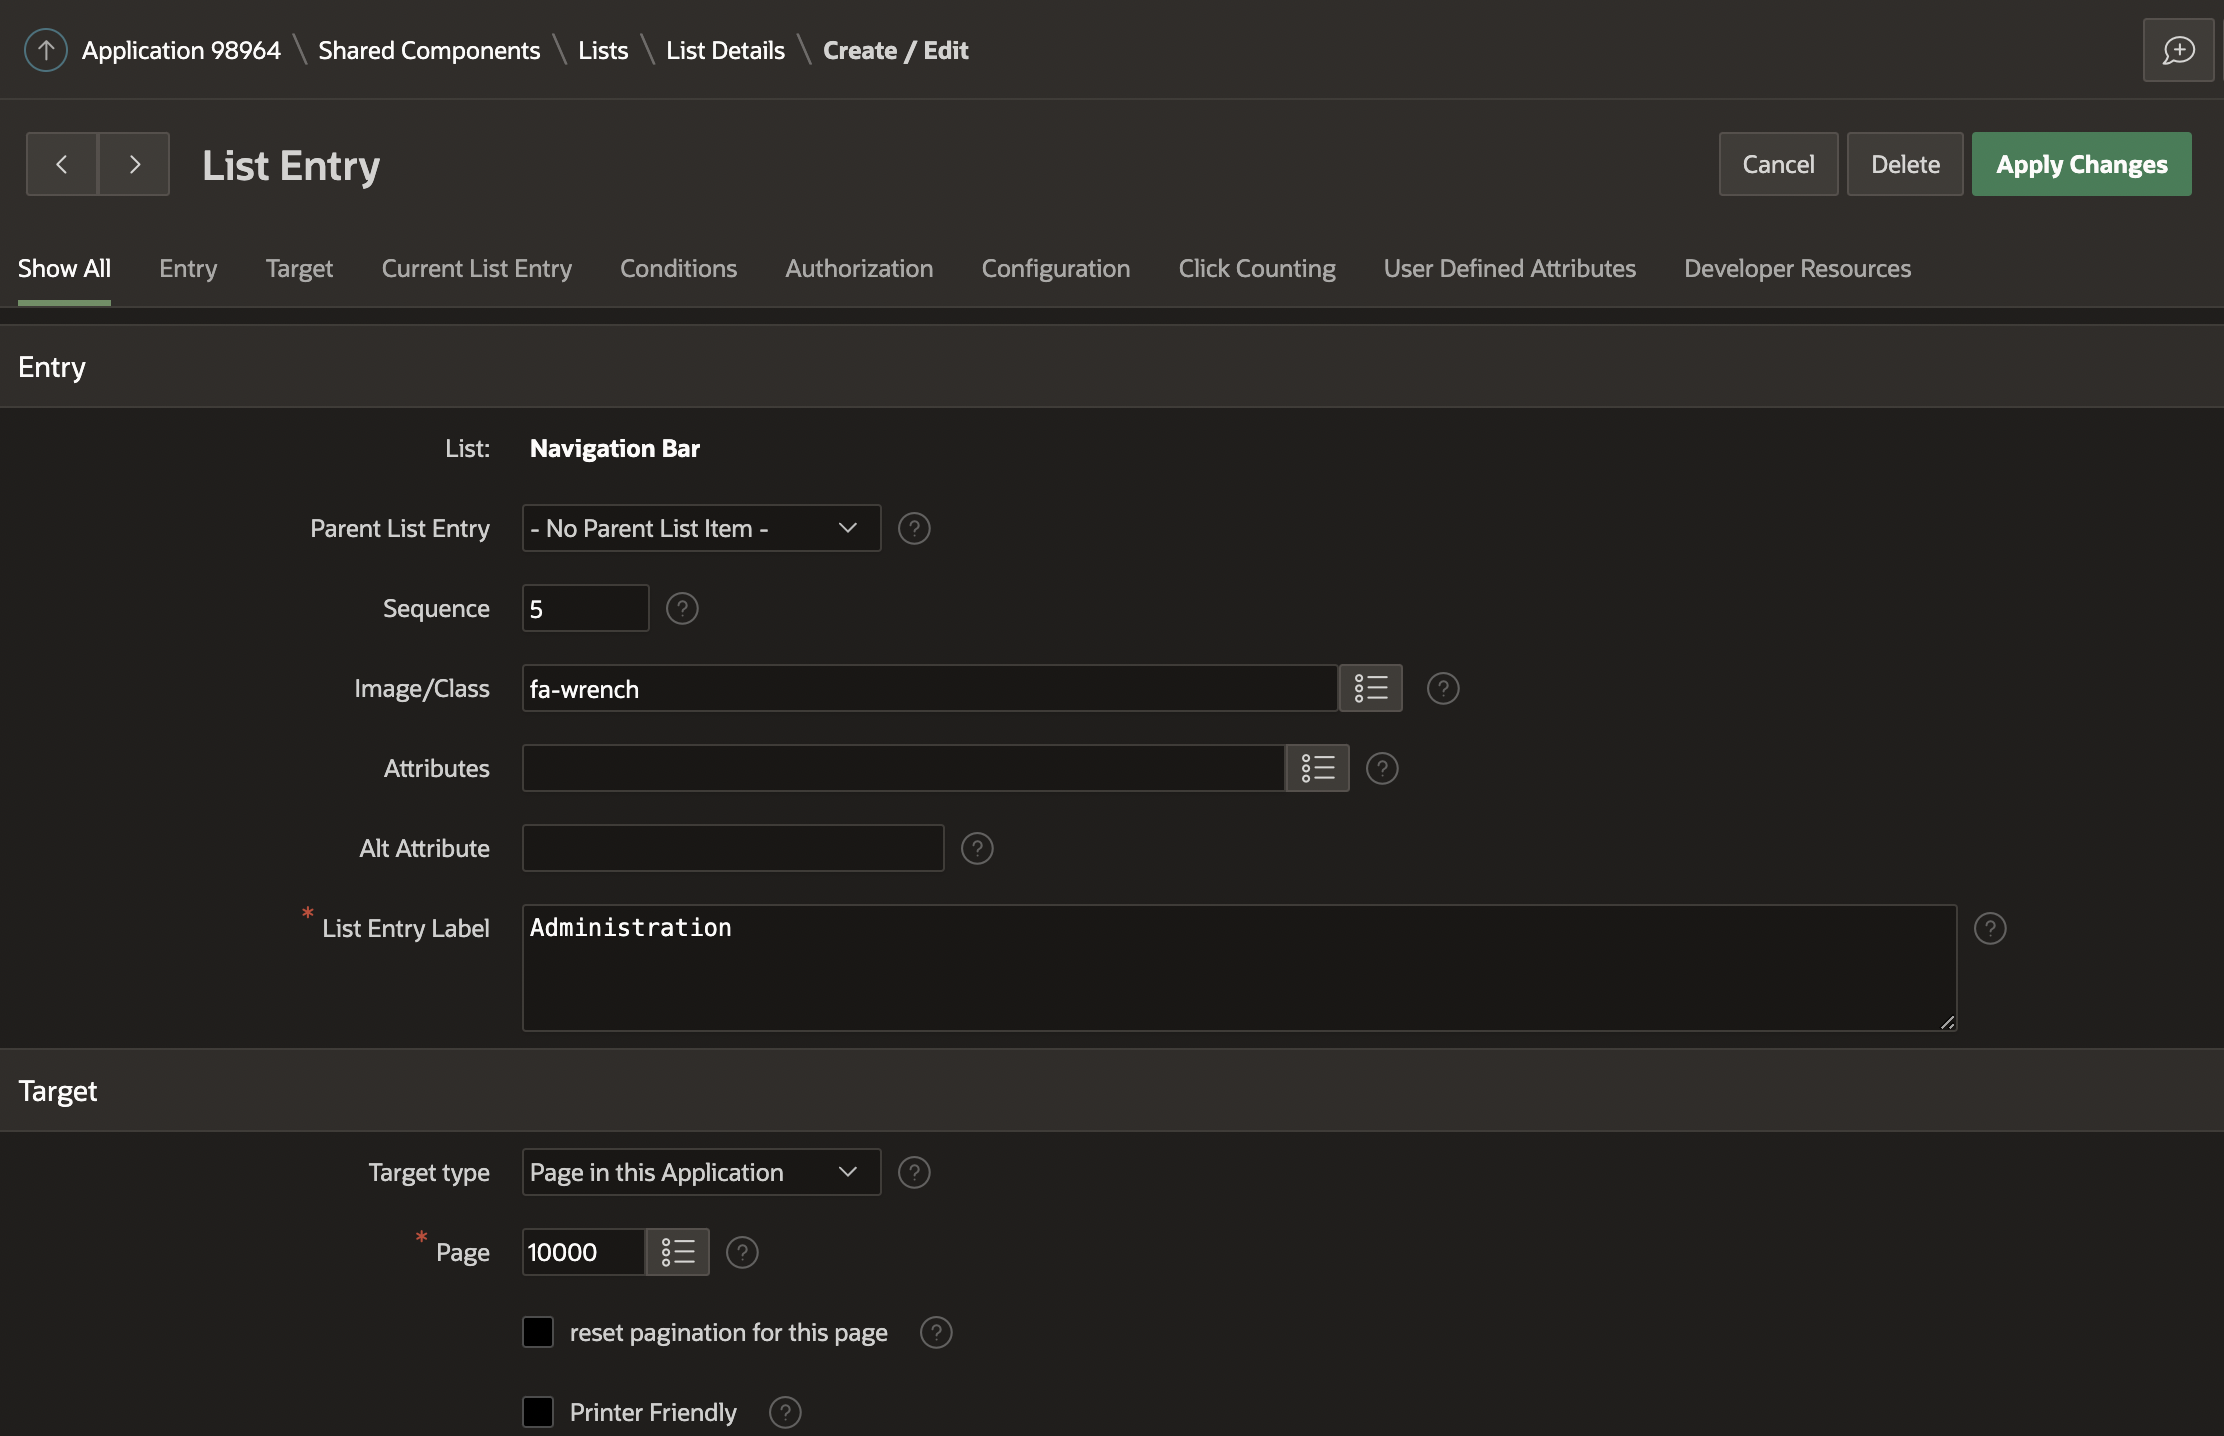 Application 98964 \ Shared Components \ Lists \ List Details \ Create / Edit
List Entry
Cancel
Delete
Apply Changes
Show All Entry Target Current List Entry Conditions Authorization Configuration Click Counting User Defined Attributes Developer Resources
Entry
List: Navigation Bar
Parent List Entry - No Parent List Item - ?
Sequence 5 ?
Image/Class fa-wrench ?
Attributes ?
Alt Attribute ?
* List Entry Label Administration ?
Target
Target type Page in this Application ?
* Page 10000 ?
reset pagination for this page ?
Printer Friendly ?